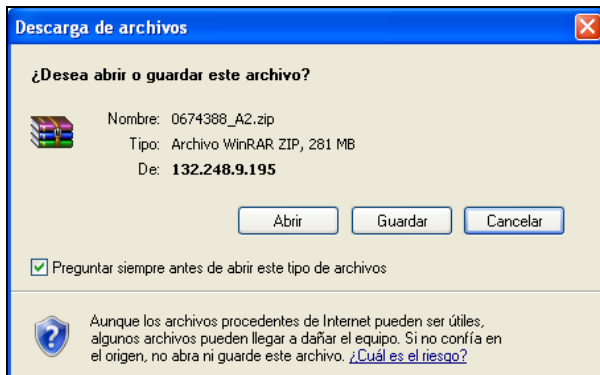 Descarga de archivos
¿Desea abrir o guardar este archivo?
Nombre: 0674388_A2.zip
Tipo: Archivo WinRAR ZIP, 281 MB
De: 132.248.9.195
Abrir Guardar Cancelar
Preguntar siempre antes de abrir este tipo de archivos
Aunque los archivos procedentes de Internet pueden ser útiles,
algunos archivos pueden llegar a dañar el equipo. Si no confía en
el origen, no abra ni guarde este archivo. ¿Cuál es el riesgo?